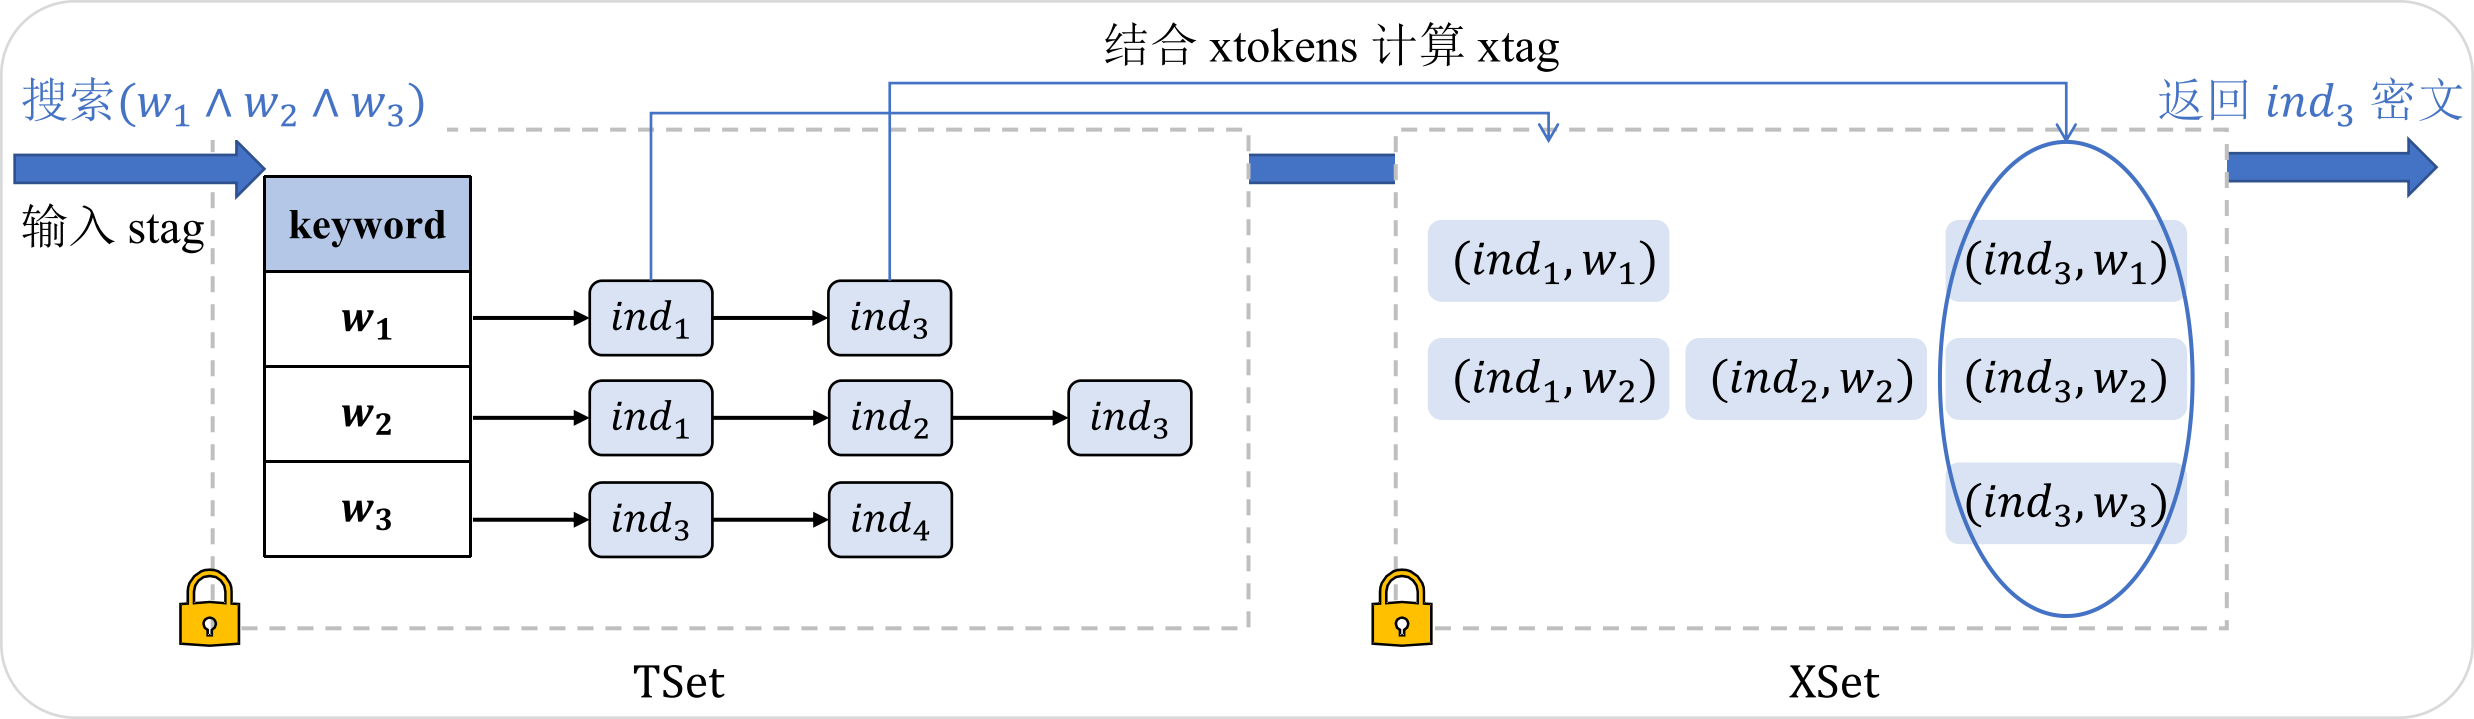 结合 xtokens 计算 xtag
搜索(w₁ ∧ w₂ ∧ w₃)
返回 ind₃ 密文
输入 stag
keyword
w₁
ind₁
ind₃
w₂
ind₁
ind₂
ind₃
w₃
ind₃
ind₄
(ind₁, w₁)
(ind₃, w₁)
(ind₁, w₂)
(ind₂, w₂)
(ind₃, w₂)
(ind₃, w₃)
TSet
XSet